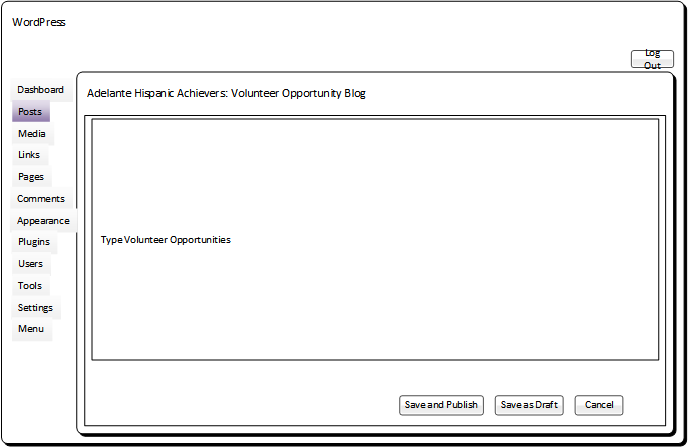 WordPress
Log
Out
Dashboard
Adelante Hispanic Achievers: Volunteer Opportunity Blog
Posts
Media
Links
Pages
Comments
Appearance
Plugins
Type Volunteer Opportunities
Users
Tools
Settings
Menu
Save and Publish
Save as Draft
Cancel